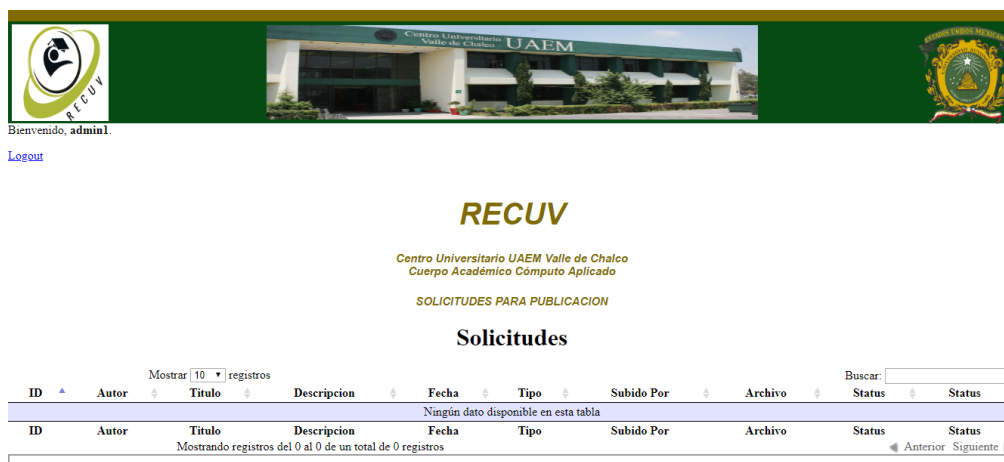 RECUV
Centro Universitario
Valle de Chalco UAEM
ESTADOS UNIDOS MEXICANOS
Bienvenido, admin1.
Logout
RECUV
Centro Universitario UAEM Valle de Chalco
Cuerpo Académico Cómputo Aplicado
SOLICITUDES PARA PUBLICACION
Solicitudes
Mostrar 10 registros Buscar:
ID Autor Titulo Descripcion Fecha Tipo Subido Por Archivo Status Status
Ningún dato disponible en esta tabla
ID Autor Titulo Descripcion Fecha Tipo Subido Por Archivo Status Status
Mostrando registros del 0 al 0 de un total de 0 registros Anterior Siguiente